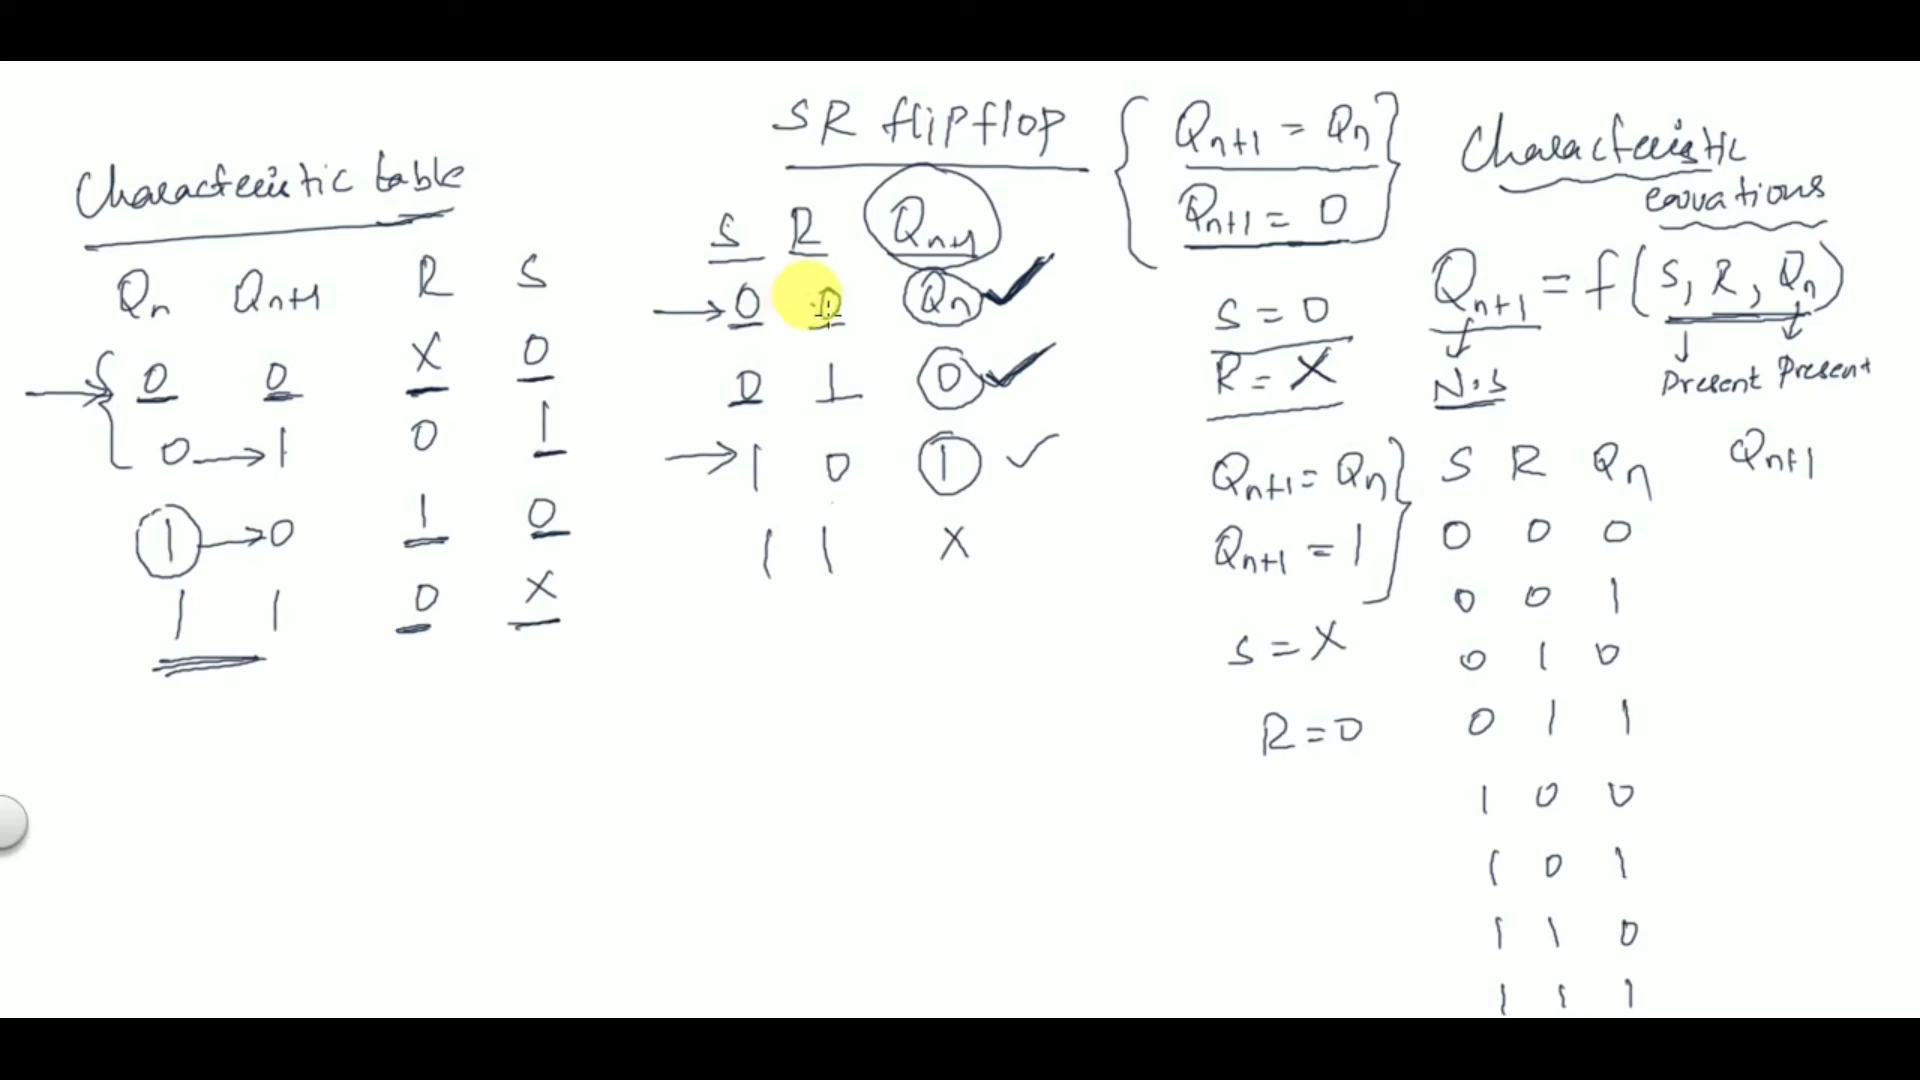 SR flipflop
Characteristic table
Qn Qn+1 R S
0 0 X 0
0 → 1 0 1
1 → 0 1 0
1 1 0 X
S R Qn+1
→ 0 0 Qn ✓
0 1 0 ✓
→ 1 0 1 ✓
1 1 X
Qn+1 = Qn
Qn+1 = 0
S = 0
R = X
Qn+1 = Qn
Qn+1 = 1
S = X
R = 0
Characteristic
equations
Qn+1 = f(S, R, Qn)
N.S Present Present
S R Qn Qn+1
0 0 0
0 0 1
0 1 0
0 1 1
1 0 0
1 0 1
1 1 0
1 1 1